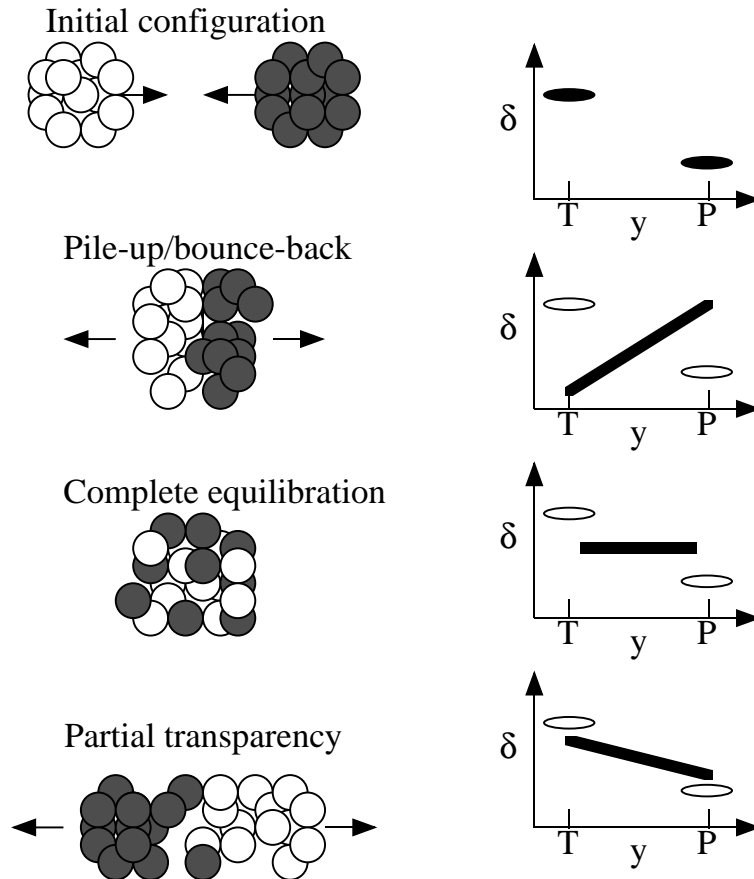 Initial configuration
δ
T y P
Pile-up/bounce-back
δ
T y P
Complete equilibration
δ
T y P
Partial transparency
δ
T y P